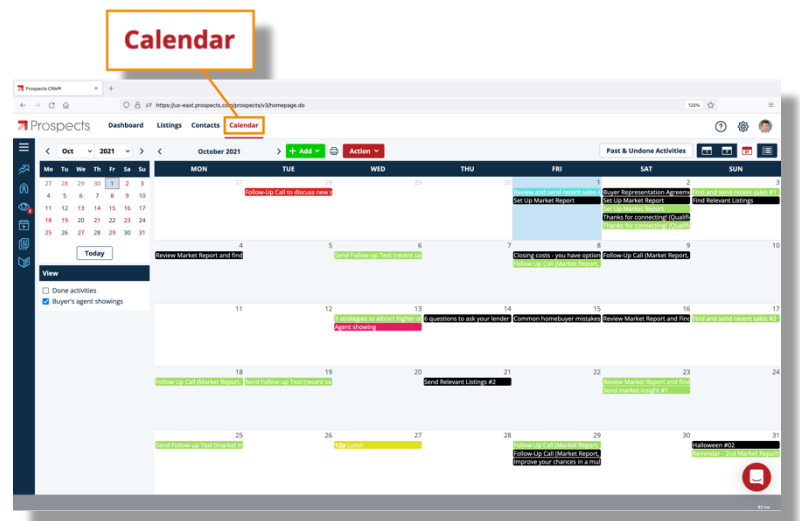 Calendar
Prospects CRM®
https://us-east.prospects.com/prospects/v3/homepage.do
120%
Prospects Dashboard Listings Contacts Calendar
Oct 2021 October 2021 + Add Action Past & Undone Activities
Mo Tu We Th Fr Sa Su
27 28 29 30 1 2 3
4 5 6 7 8 9 10
11 12 13 14 15 16 17
18 19 20 21 22 23 24
25 26 27 28 29 30 31
Today
View
Done activities
Buyer's agent showings
MON TUE WED THU FRI SAT SUN
27 28 29 30 1 2 3
Follow-Up Call to discuss new s
Review and send recent sales
Set Up Market Report
Buyer Representation Agreeme
Set Up Market Report
Set Up Market Report
Thanks for connecting! (Qualifi
Thanks for connecting! (Qualifi
Find and send recent sales #1
Find Relevant Listings
4 5 6 7 8 9 10
Review Market Report and find
Send Follow-up Text (recent sa
Closing costs - you have option
Follow Up Call (Market Report,
Follow-Up Call (Market Report,
11 12 13 14 15 16 17
3 strategies to attract higher o
Agent showing
6 questions to ask your lender
Common homebuyer mistakes
Review Market Report and Find
Find and send recent sales #2
18 19 20 21 22 23 24
Follow Up Call (Market Report,
Send Follow-up Text (recent sa
Send Relevant Listings #2
Review Market Report and find
Send market insight #1
25 26 27 28 29 30 31
Send Follow-up Text (market in
12p Lunch
Follow Up Call (Market Report,
Follow-Up Call (Market Report,
Improve your chances in a mul
Halloween #02
Reminder - 2nd Market Report
83 ms.